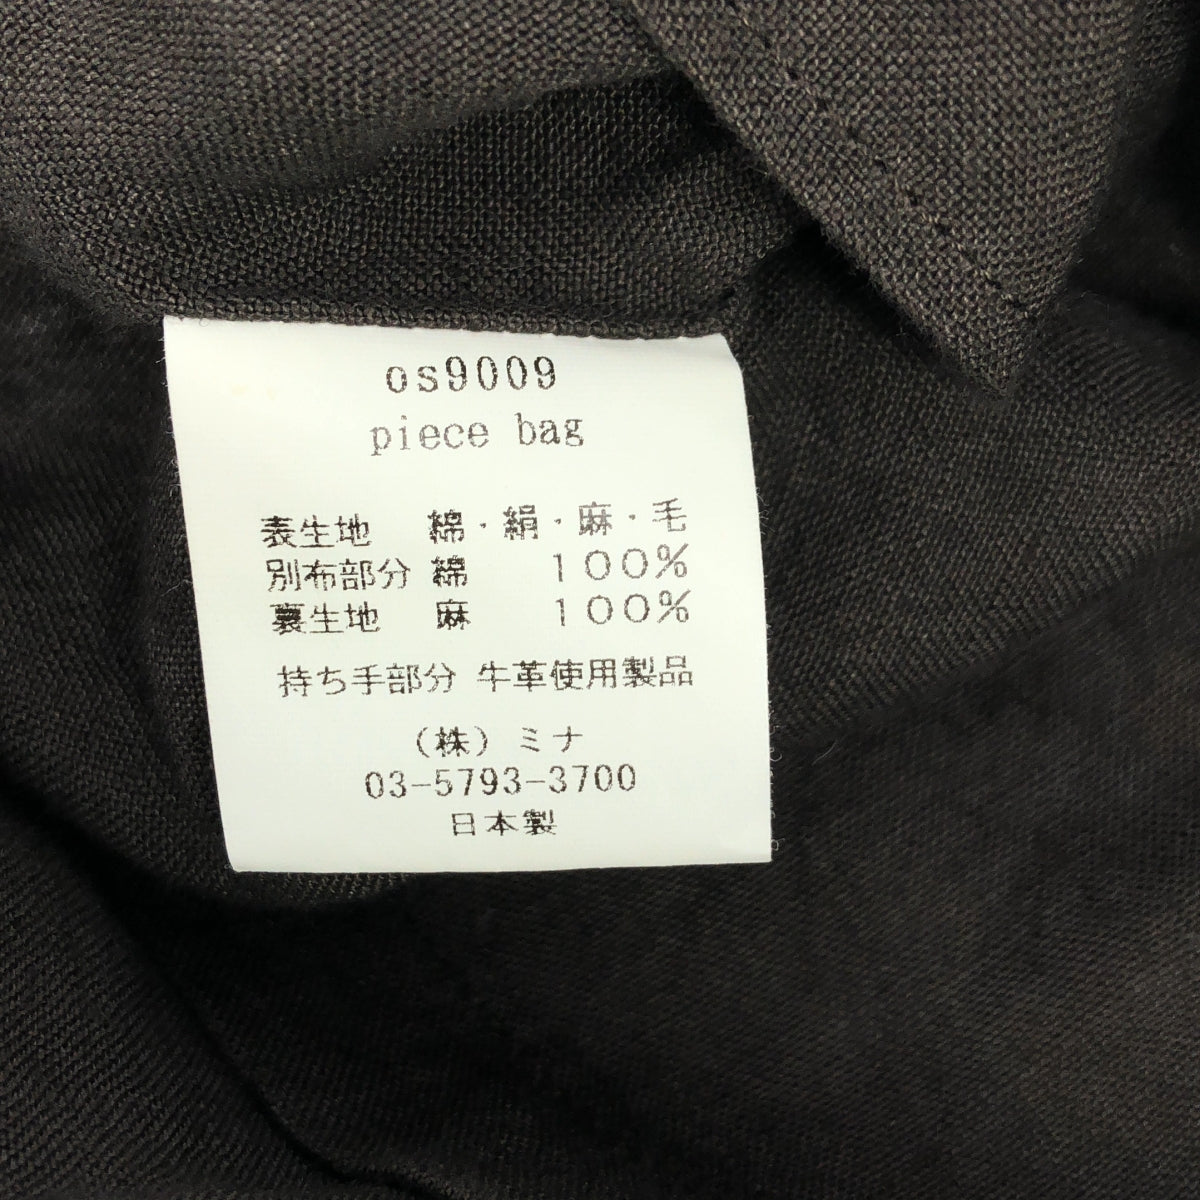 os9009
piece bag
表生地 綿・絹・麻・毛
別布部分 綿 １００％
裏生地 麻 １００％
持ち手部分 牛革使用製品
（株）ミナ
03-5793-3700
日本製